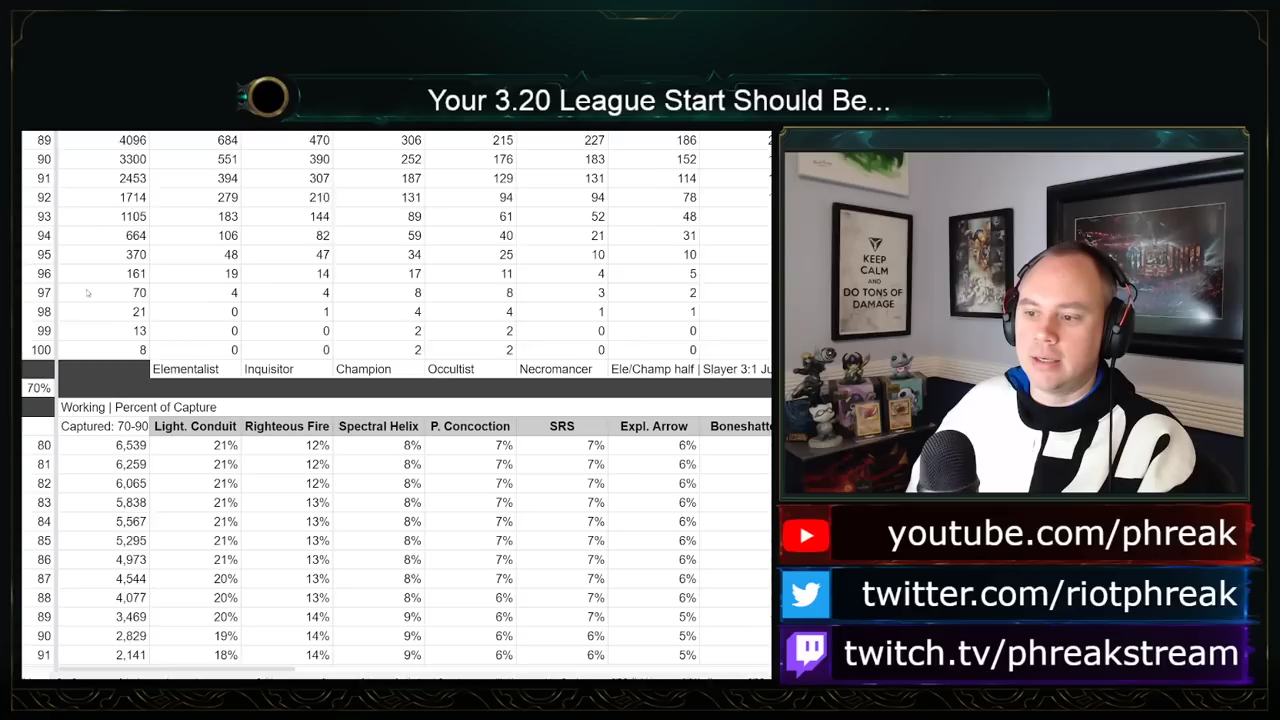 Your 3.20 League Start Should Be...
89 4096 684 470 306 215 227 186
90 3300 551 390 252 176 183 152
91 2453 394 307 187 129 131 114
92 1714 279 210 131 94 94 78
93 1105 183 144 89 61 52 48
94 664 106 82 59 40 21 31
95 370 48 47 34 25 10 10
96 161 19 14 17 11 4 5
97 70 4 4 8 8 3 2
98 21 0 1 4 4 1 1
99 13 0 0 2 2 0 0
100 8 0 0 2 2 0 0
Elementalist Inquisitor Champion Occultist Necromancer Ele/Champ half | Slayer 3:1 Ju
70%
Working | Percent of Capture
Captured: 70-90 Light. Conduit Righteous Fire Spectral Helix P. Concoction SRS Expl. Arrow Boneshatte
80 6,539 21% 12% 8% 7% 7% 6%
81 6,259 21% 12% 8% 7% 7% 6%
82 6,065 21% 12% 8% 7% 7% 6%
83 5,838 21% 13% 8% 7% 7% 6%
84 5,567 21% 13% 8% 7% 7% 6%
85 5,295 21% 13% 8% 7% 7% 6%
86 4,973 21% 13% 8% 7% 7% 6%
87 4,544 20% 13% 8% 7% 7% 6%
88 4,077 20% 13% 8% 6% 7% 6%
89 3,469 20% 14% 9% 6% 7% 5%
90 2,829 19% 14% 9% 6% 6% 5%
91 2,141 18% 14% 9% 6% 6% 5%
KEEP
CALM
AND
DO TONS OF
DAMAGE
youtube.com/phreak
twitter.com/riotphreak
twitch.tv/phreakstream